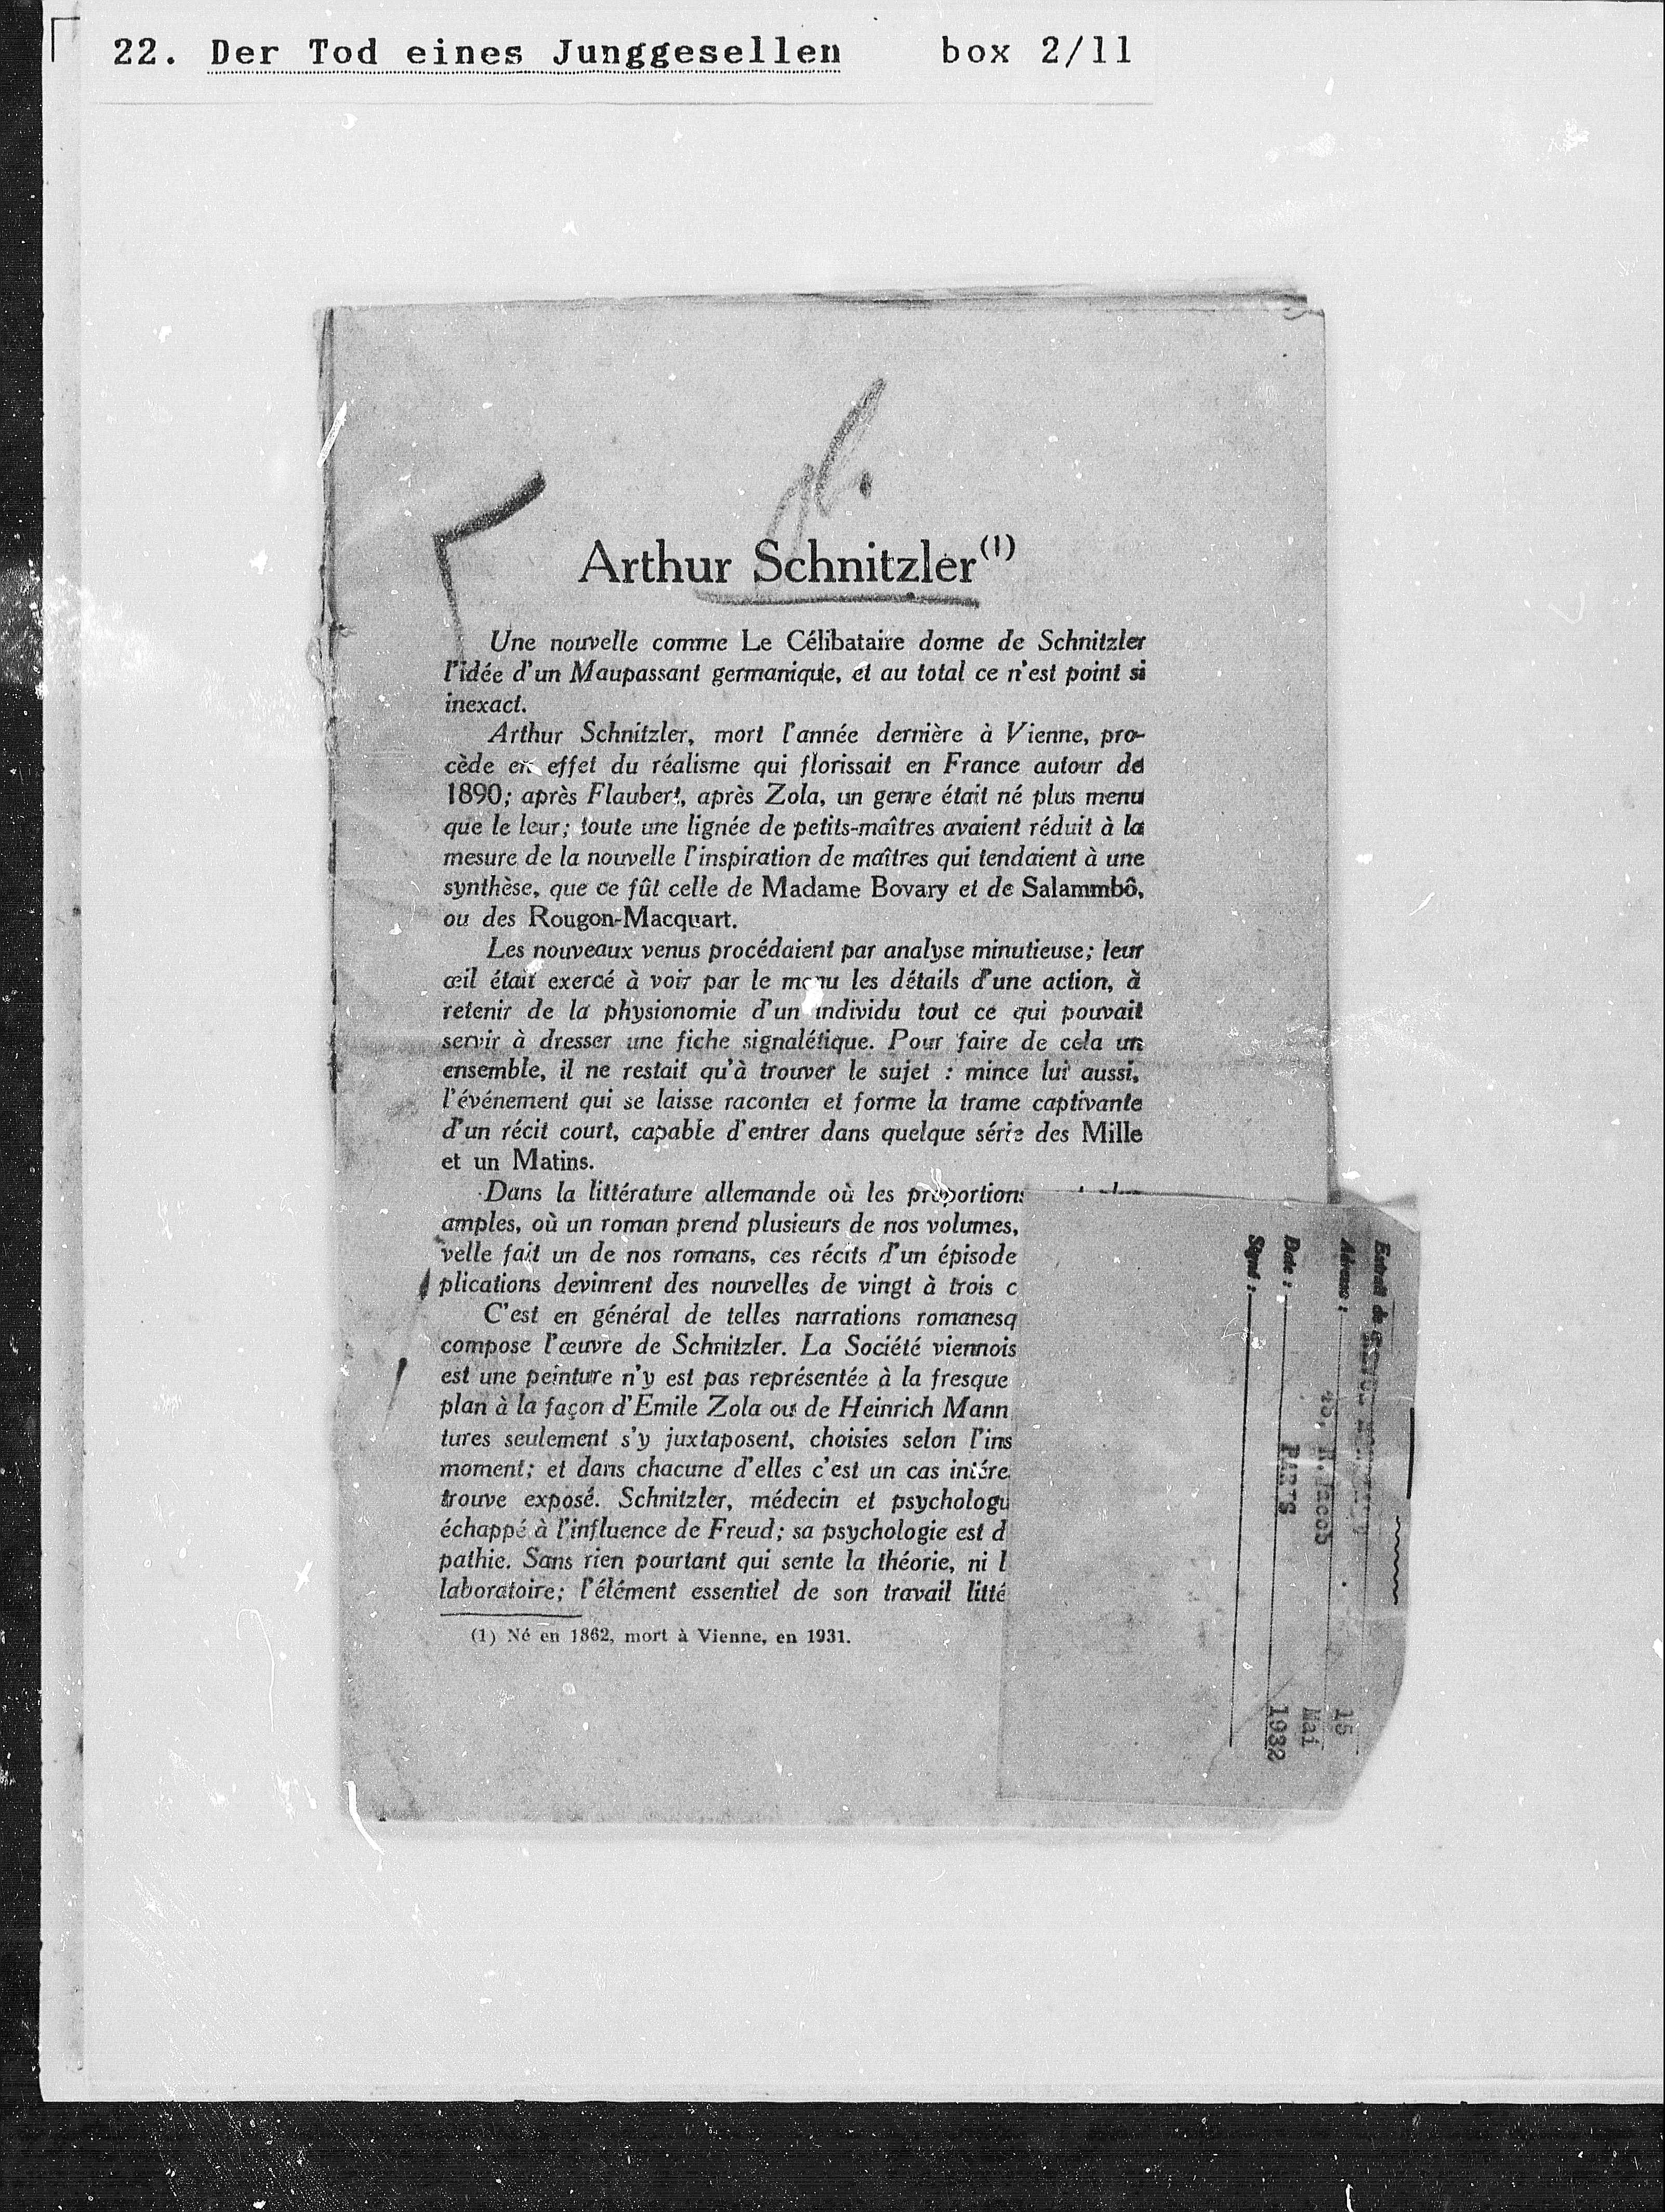 22. Der Tod eines Junggesellen box 2/11
Arthur Schnitzler (1)
Une nouvelle comme Le Célibataire donne de Schnitzler
l'idée d'un Maupassant germanique, et au total ce n'est point si
inexact.
Arthur Schnitzler, mort l'année dernière à Vienne, pro-
cède en effet du réalisme qui florissait en France autour de
1890; après Flaubert, après Zola, un genre était né plus menu
que le leur; toute une lignée de petits-maîtres avaient réduit à la
mesure de la nouvelle l'inspiration de maîtres qui tendaient à une
synthèse, que ce fût celle de Madame Bovary et de Salammbô,
ou des Rougon-Macquart.
Les nouveaux venus procédaient par analyse minutieuse; leur
œil était exercé à voir par le menu les détails d'une action, à
retenir de la physionomie d'un individu tout ce qui pouvait
servir à dresser une fiche signalétique. Pour faire de cela un
ensemble, il ne restait qu'à trouver le sujet : mince lui aussi,
l'événement qui se laisse raconter et forme la trame captivante
d'un récit court, capable d'entrer dans quelque série des Mille
et un Matins.
Dans la littérature allemande où les proportions
amples, où un roman prend plusieurs de nos volumes,
velle fait un de nos romans, ces récits d'un épisode
plications devinrent des nouvelles de vingt à trois c
C'est en général de telles narrations romanesq
compose l'œuvre de Schnitzler. La Société viennois
est une peinture n'y est pas représentée à la fresque
plan à la façon d'Emile Zola ou de Heinrich Mann
tures seulement s'y juxtaposent, choisies selon l'ins
moment; et dans chacune d'elles c'est un cas intére
trouve exposé. Schnitzler, médecin et psychologu
échappé à l'influence de Freud; sa psychologie est d
pathie. Sans rien pourtant qui sente la théorie, ni l
laboratoire; l'élément essentiel de son travail litté
(1) Né en 1862, mort à Vienne, en 1931.
Extrait de
Adresse : R. Jacob 15
PARIS Mai
Date : 1932
Signé :